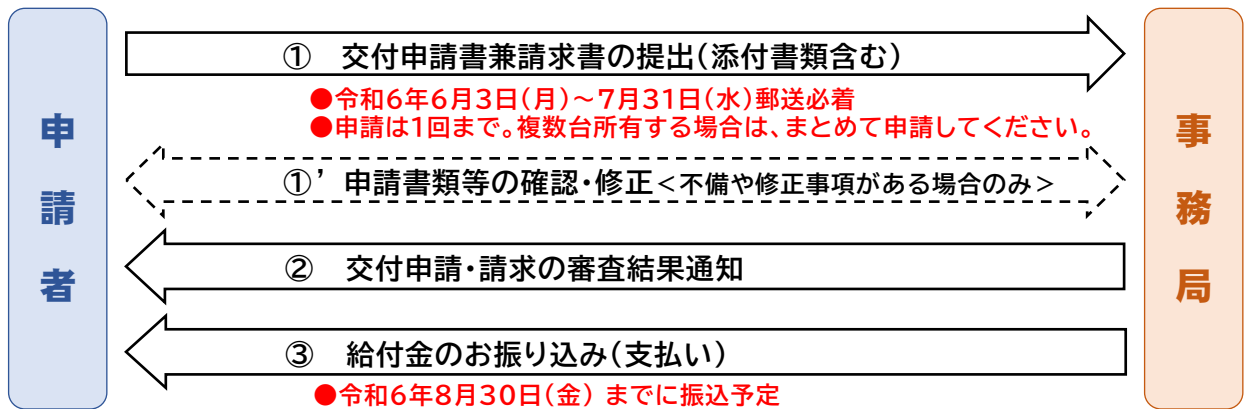 申請者
① 交付申請書兼請求書の提出(添付書類含む)
●令和6年6月3日(月)~7月31日(水)郵送必着
●申請は1回まで。複数台所有する場合は、まとめて申請してください。
①’ 申請書類等の確認・修正<不備や修正事項がある場合のみ>
② 交付申請・請求の審査結果通知
③ 給付金のお振り込み(支払い)
●令和6年8月30日(金) までに振込予定
事務局